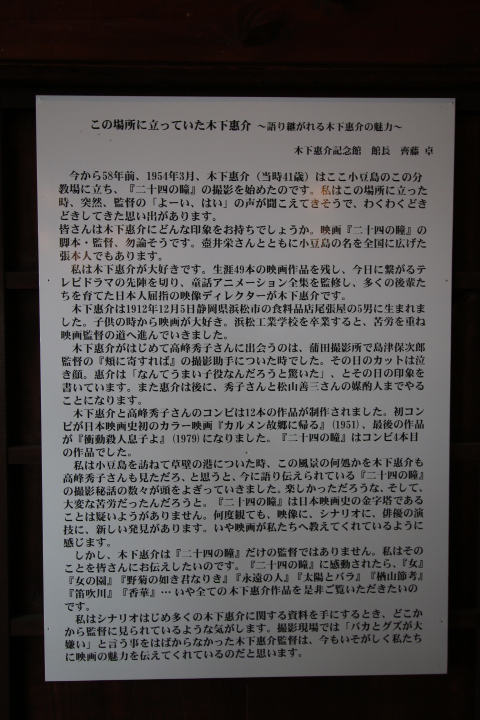 この場所に立っていた木下惠介 ～語り継がれる木下惠介の魅力～
木下惠介記念館 館長 齊藤 卓
今から58年前、1954年3月、木下惠介（当時41歳）はここ小豆島のこの分
教場に立ち、『二十四の瞳』の撮影を始めたのです。私はこの場所に立った
時、突然、監督の「よーい、はい」の声が聞こえてきそうで、わくわくどき
どきしてきた思い出があります。
皆さんは木下惠介にどんな印象をお持ちでしょうか。映画『二十四の瞳』の
脚本・監督、勿論そうです。壺井栄さんとともに小豆島の名を全国に広げた
張本人でもあります。
私は木下惠介が大好きです。生涯49本の映画作品を残し、今日に繋がるテ
レビドラマの先陣を切り、童話アニメーション全集を監修し、多くの後輩た
ちを育てた日本人屈指の映像ディレクターが木下惠介です。
木下惠介は1912年12月5日静岡県浜松市の食料品店尾張屋の5男に生まれま
した。子供の時から映画が大好き。浜松工業学校を卒業すると、苦労を重ね
映画監督の道へ進んでいきました。
木下惠介がはじめて高峰秀子さんに出会うのは、蒲田撮影所で島津保次郎
監督の『頬に寄すれば』の撮影助手についた時でした。その日のカットは泣
き顔。惠介は「なんてうまい子役なんだろうと驚いた」、とその日の印象を
書いています。また惠介は後に、秀子さんと松山善三さんの媒酌人までやる
ことになります。
木下惠介と高峰秀子さんのコンビは12本の作品が制作されました。初コン
ビが日本映画史初のカラー映画『カルメン故郷に帰る』(1951)、最後の作品
が『衝動殺人息子よ』(1979)になりました。『二十四の瞳』はコンビ4本目
の作品でした。
私は小豆島を訪ねて草壁の港についた時、この風景の何処かを木下惠介も
高峰秀子さんも見ただろ、と思うと、今に語り伝えられている『二十四の瞳』
の撮影秘話の数々が頭をよぎっていきました。楽しかっただろうな、そして、
大変な苦労だったんだろうと。『二十四の瞳』は日本映画史の金字塔である
ことは疑いようがありません。何度観ても、映像に、シナリオに、俳優の演
技に、新しい発見があります。いや映画が私たちへ教えてくれているように
感じます。
しかし、木下惠介は『二十四の瞳』だけの監督ではありません。私はその
ことを皆さんにお伝えしたいのです。『二十四の瞳』に感動されたら、『女』
『女の園』『野菊の如き君なりき』『永遠の人』『太陽とバラ』『楢山節考』
『笛吹川』『香華』… いや全ての木下惠介作品を是非ご覧いただきたいの
です。
私はシナリオはじめ多くの木下惠介に関する資料を手にするとき、どこか
から監督に見られているような気がします。撮影現場では「バカとグズが大
嫌い」と言う事をはばからなかった木下惠介監督は、今もいそがしく私たち
に映画の魅力を伝えてくれているのだと思います。